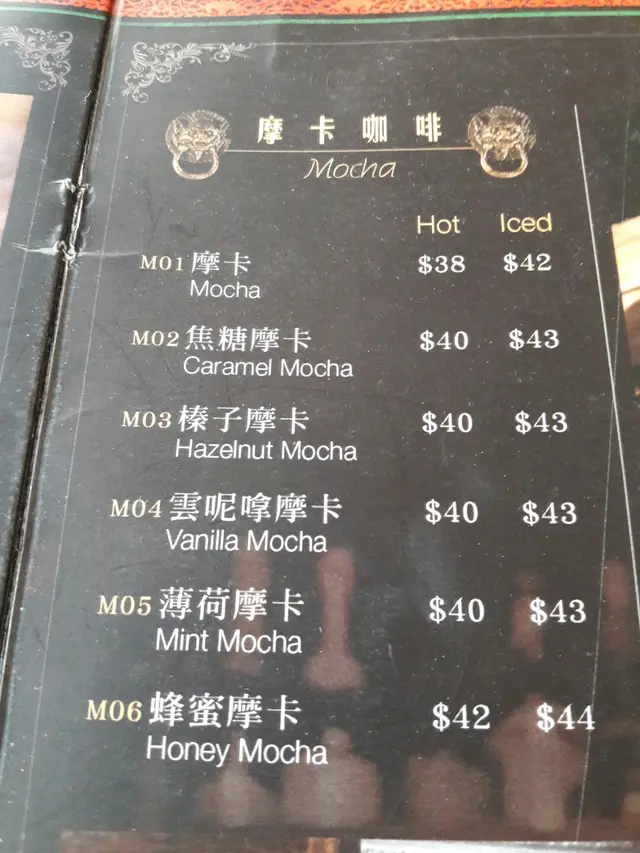 摩卡咖啡
Mocha
Hot Iced
M01 摩卡 $38 $42
Mocha
M02 焦糖摩卡 $40 $43
Caramel Mocha
M03 榛子摩卡 $40 $43
Hazelnut Mocha
M04 雲呢嗱摩卡 $40 $43
Vanilla Mocha
M05 薄荷摩卡 $40 $43
Mint Mocha
M06 蜂蜜摩卡 $42 $44
Honey Mocha